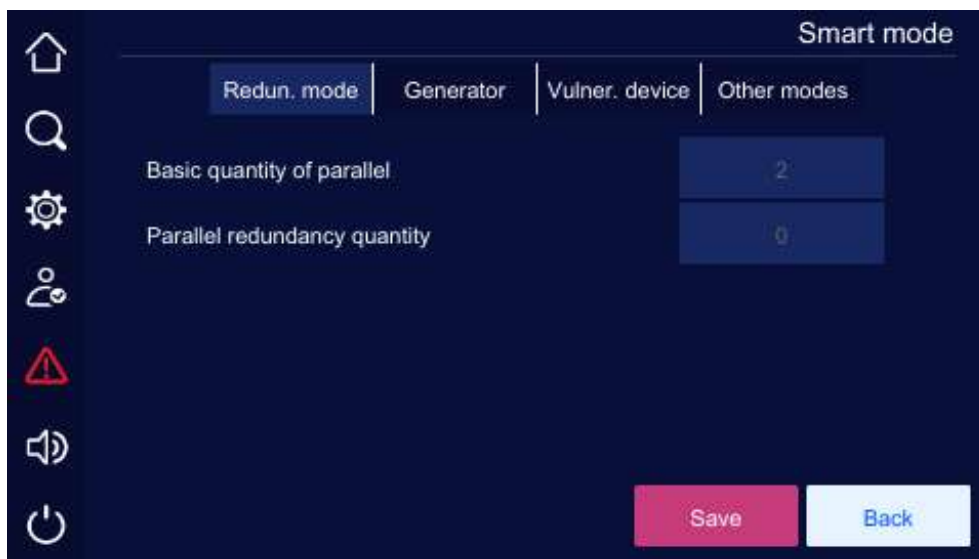 Smart mode
Redun. mode Generator Vulner. device Other modes
Basic quantity of parallel 2
Parallel redundancy quantity 0
Save Back